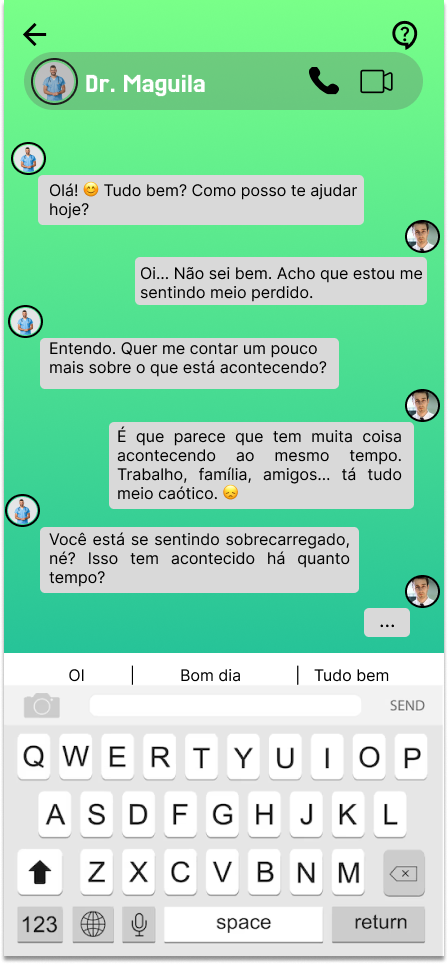 Dr. Maguila
Olá! 😊 Tudo bem? Como posso te ajudar
hoje?
Oi... Não sei bem. Acho que estou me
sentindo meio perdido.
Entendo. Quer me contar um pouco
mais sobre o que está acontecendo?
É que parece que tem muita coisa
acontecendo ao mesmo tempo.
Trabalho, família, amigos... tá tudo
meio caótico. 😞
Você está se sentindo sobrecarregado,
né? Isso tem acontecido há quanto
tempo?
...
Ol | Bom dia | Tudo bem
SEND
Q W E R T Y U I O P
A S D F G H J K L
Z X C V B N M
123 space return